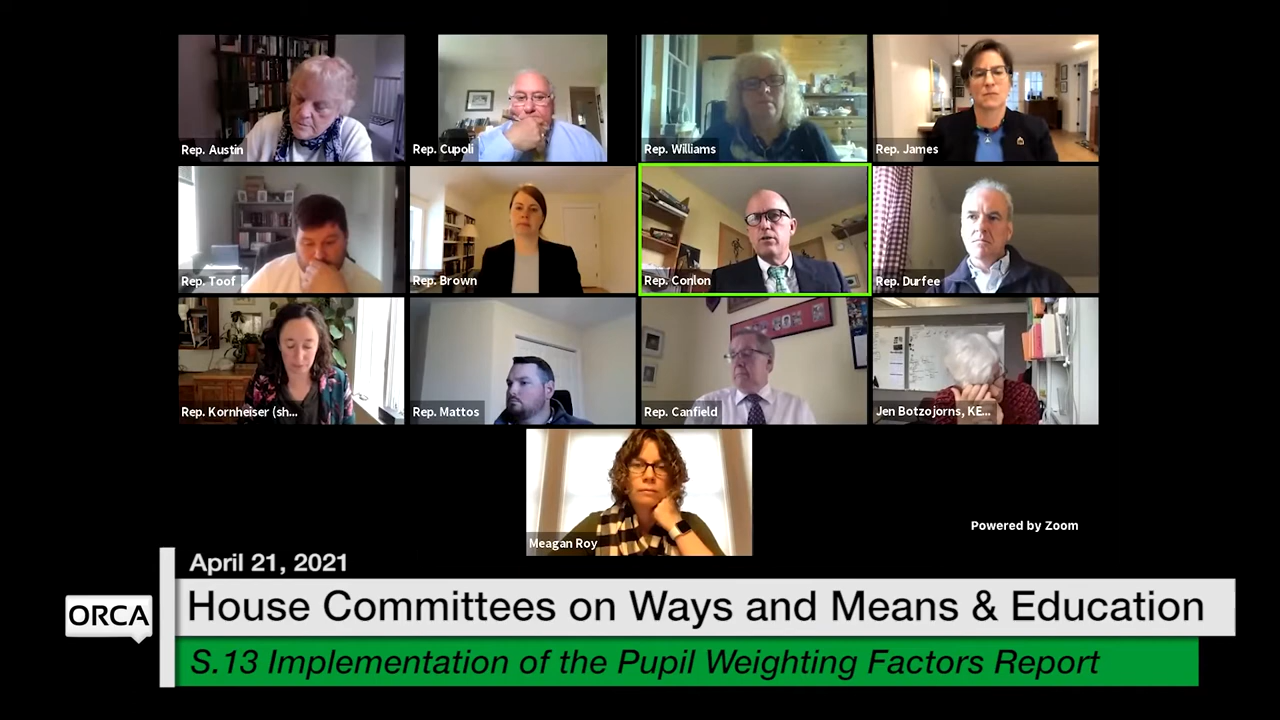 Rep. Austin
Rep. Cupoli
Rep. Williams
Rep. James
Rep. Toof
Rep. Brown
Rep. Conlon
Rep. Durfee
Rep. Kornheiser (sh...
Rep. Mattos
Rep. Canfield
Jen Botzojorns, KE...
Meagan Roy
Powered by Zoom
April 21, 2021
ORCA
House Committees on Ways and Means & Education
S.13 Implementation of the Pupil Weighting Factors Report